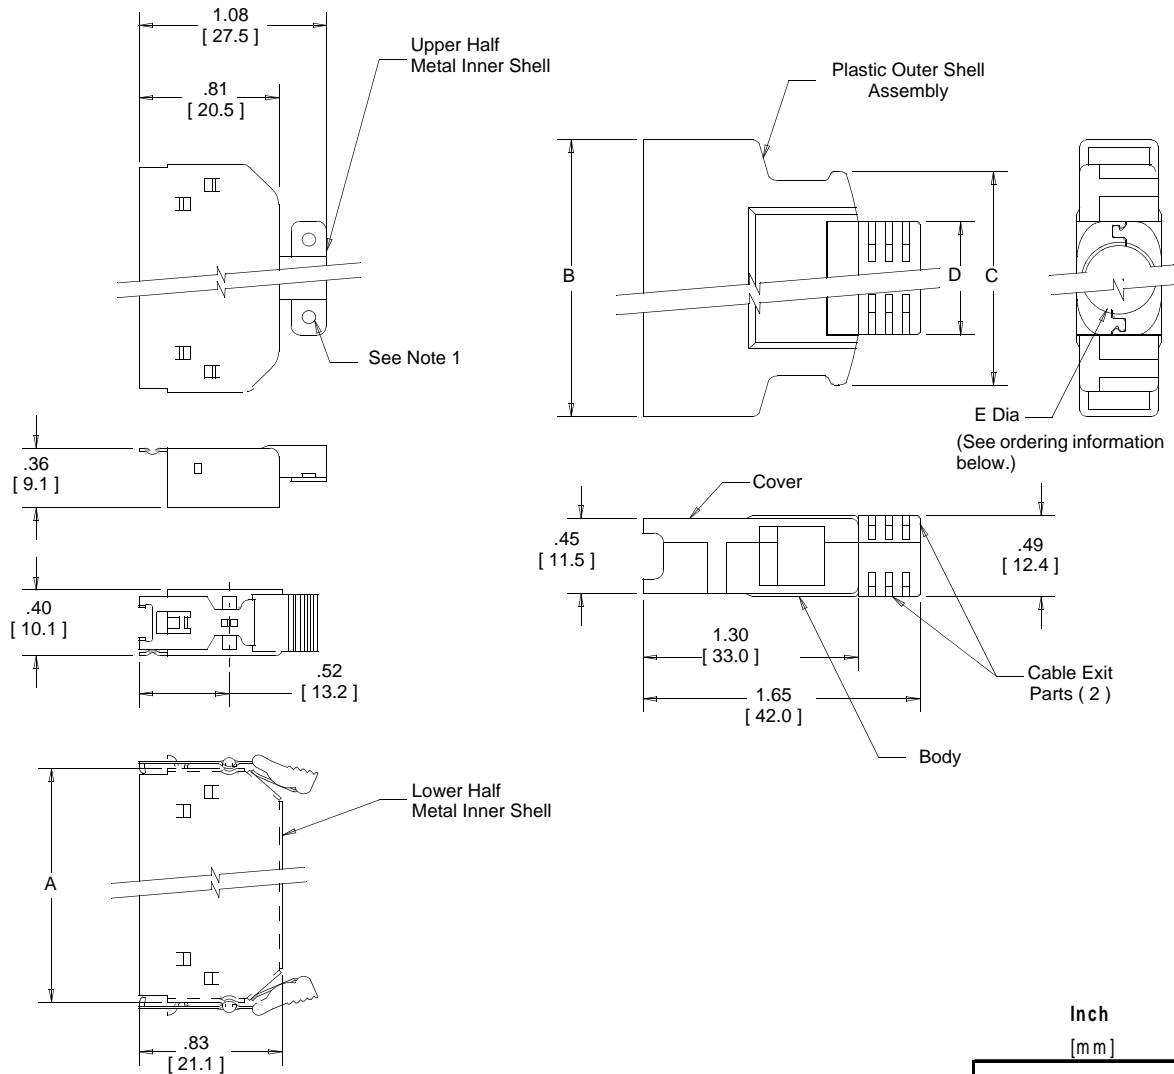 1.08
[ 27.5 ]
Upper Half
Metal Inner Shell
.81
[ 20.5 ]
See Note 1
Plastic Outer Shell
Assembly
B
D
C
E Dia
(See ordering information
below.)
.36
[ 9.1 ]
Cover
.45
[ 11.5 ]
.49
[ 12.4 ]
.40
[ 10.1 ]
.52
[ 13.2 ]
1.30
[ 33.0 ]
1.65
[ 42.0 ]
Cable Exit
Parts ( 2 )
Body
Lower Half
Metal Inner Shell
A
.83
[ 21.1 ]
Inch
[mm]